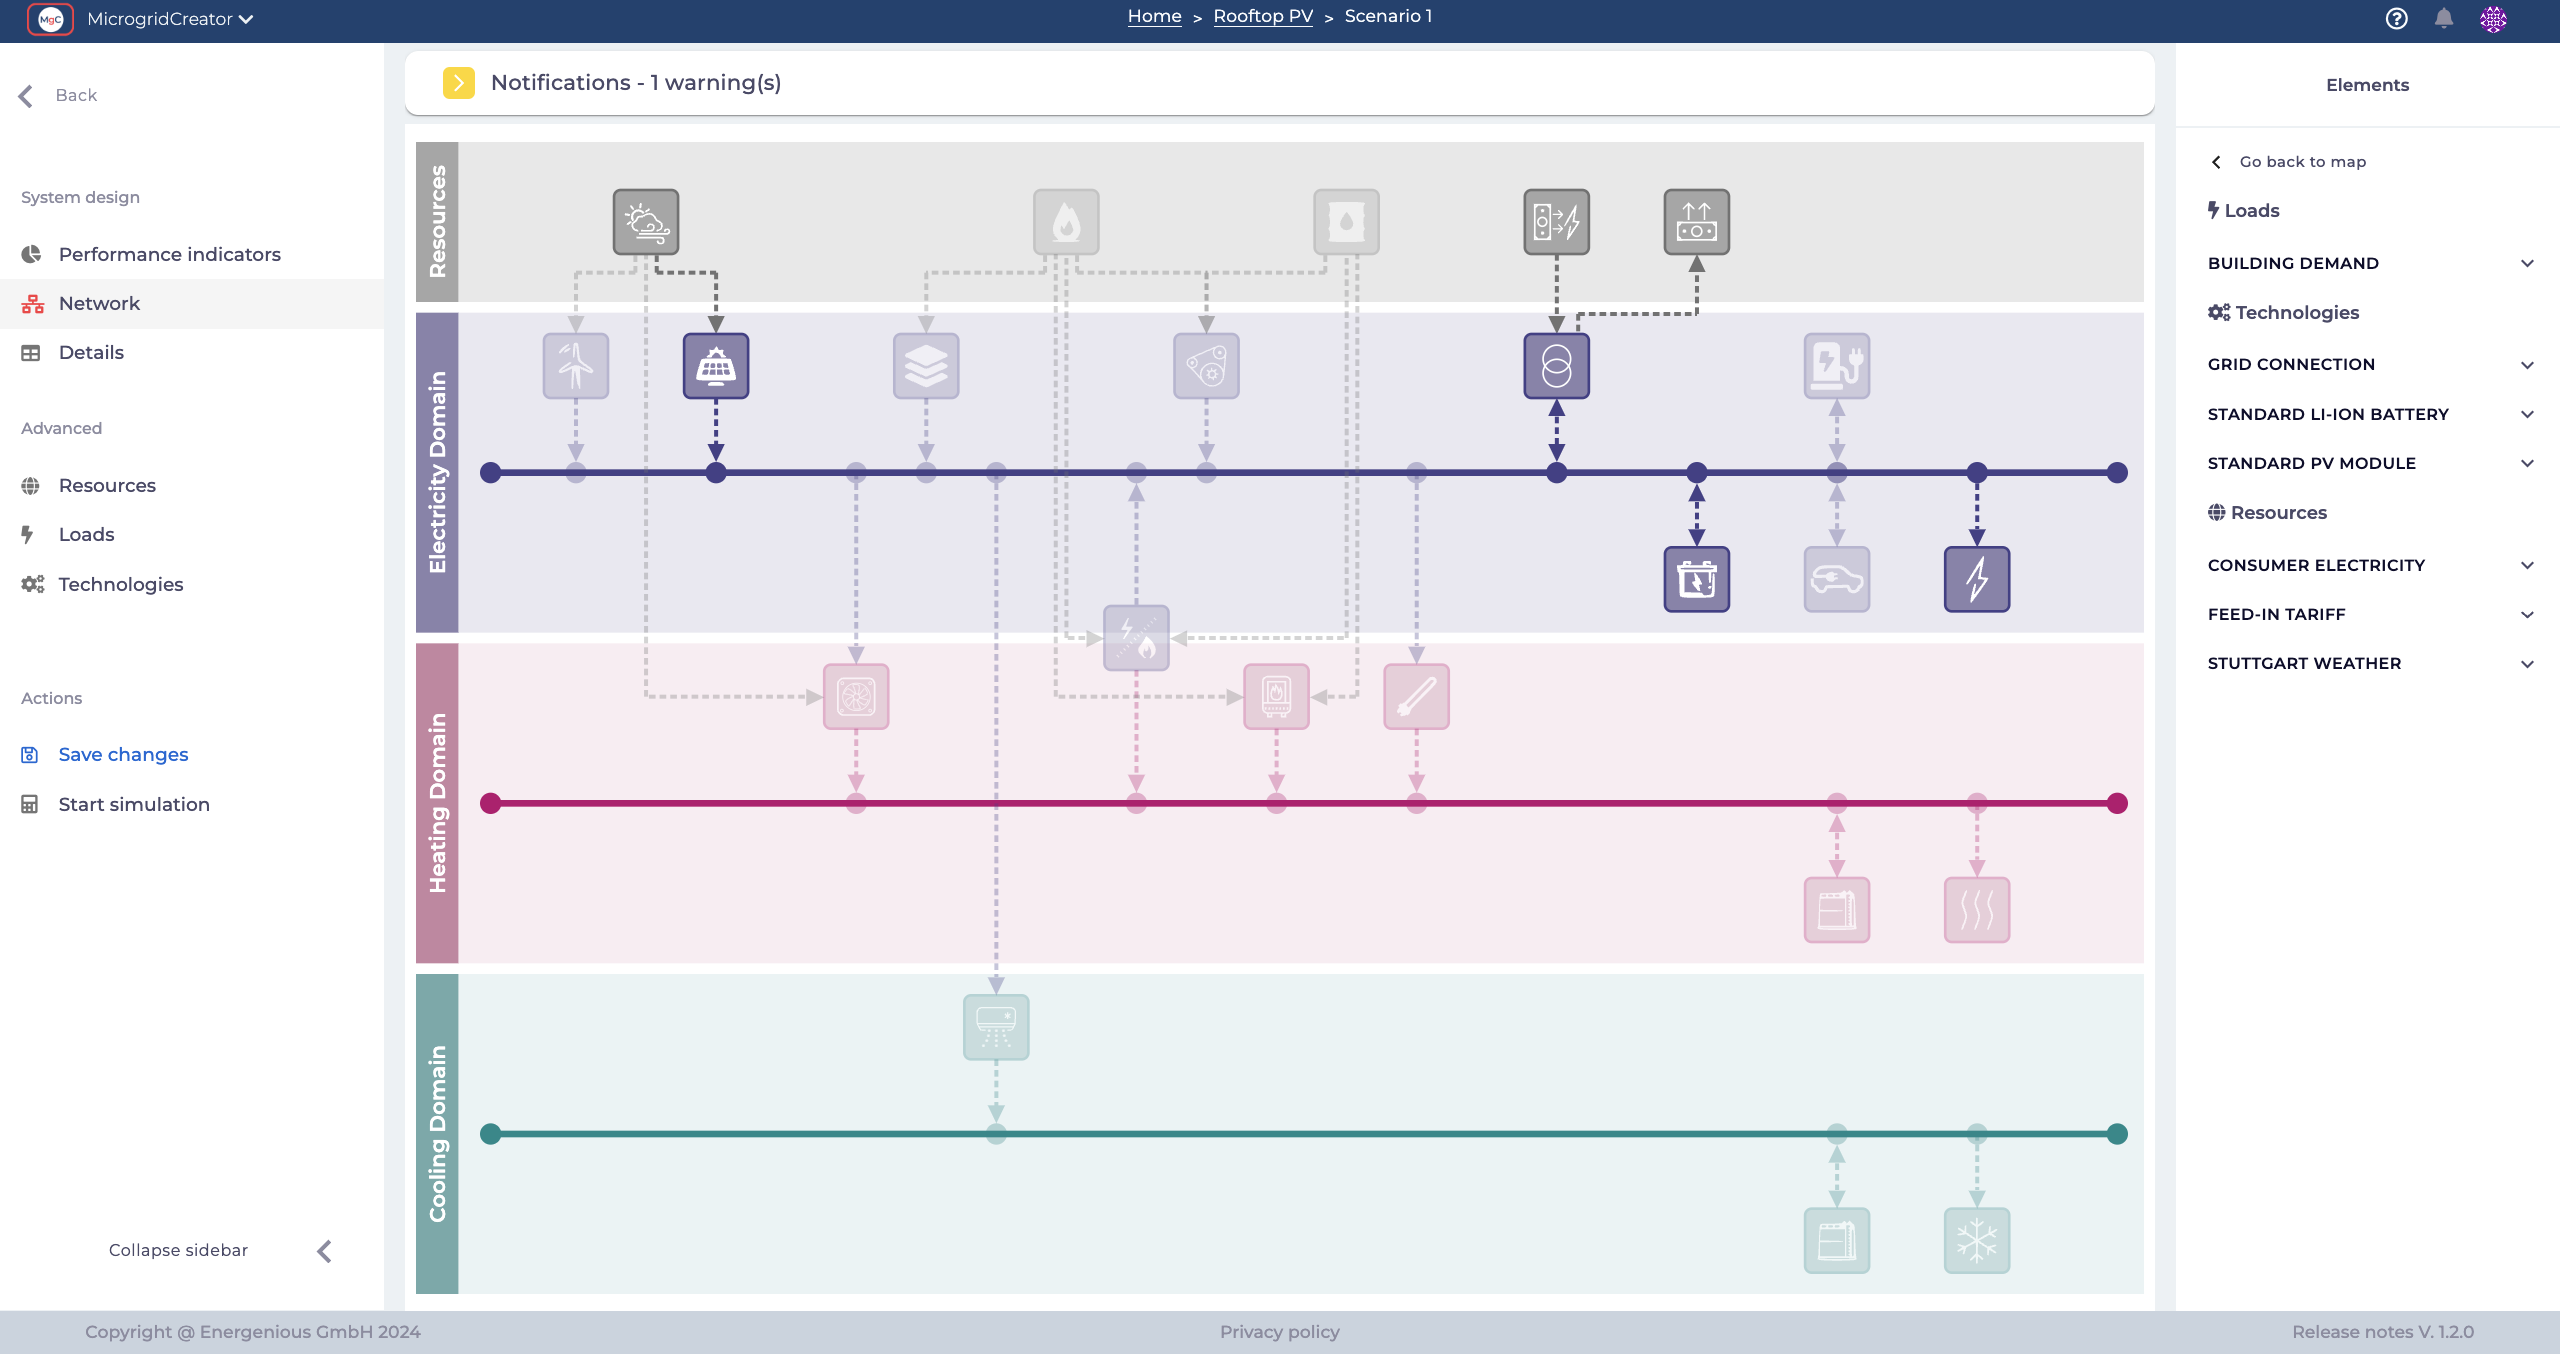 MgC MicrogridCreator
Home > Rooftop PV > Scenario 1
Back
System design
Performance indicators
Network
Details
Advanced
Resources
Loads
Technologies
Actions
Save changes
Start simulation
Collapse sidebar
Notifications - 1 warning(s)
Resources
Electricity Domain
Heating Domain
Cooling Domain
Elements
Go back to map
Loads
BUILDING DEMAND
Technologies
GRID CONNECTION
STANDARD LI-ION BATTERY
STANDARD PV MODULE
Resources
CONSUMER ELECTRICITY
FEED-IN TARIFF
STUTTGART WEATHER
Copyright @ Energenious GmbH 2024
Privacy policy
Release notes V. 1.2.0